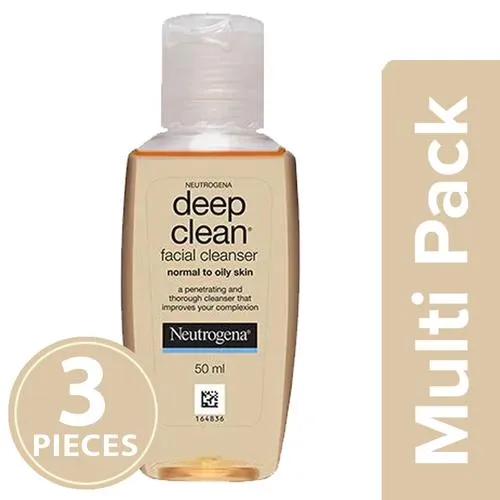 NEUTROGENA
deep
clean®
facial cleanser
normal to oily skin
a penetrating and
thorough cleanser that
improves your complexion
Neutrogena®
50 ml
164836
3
PIECES
Multi Pack